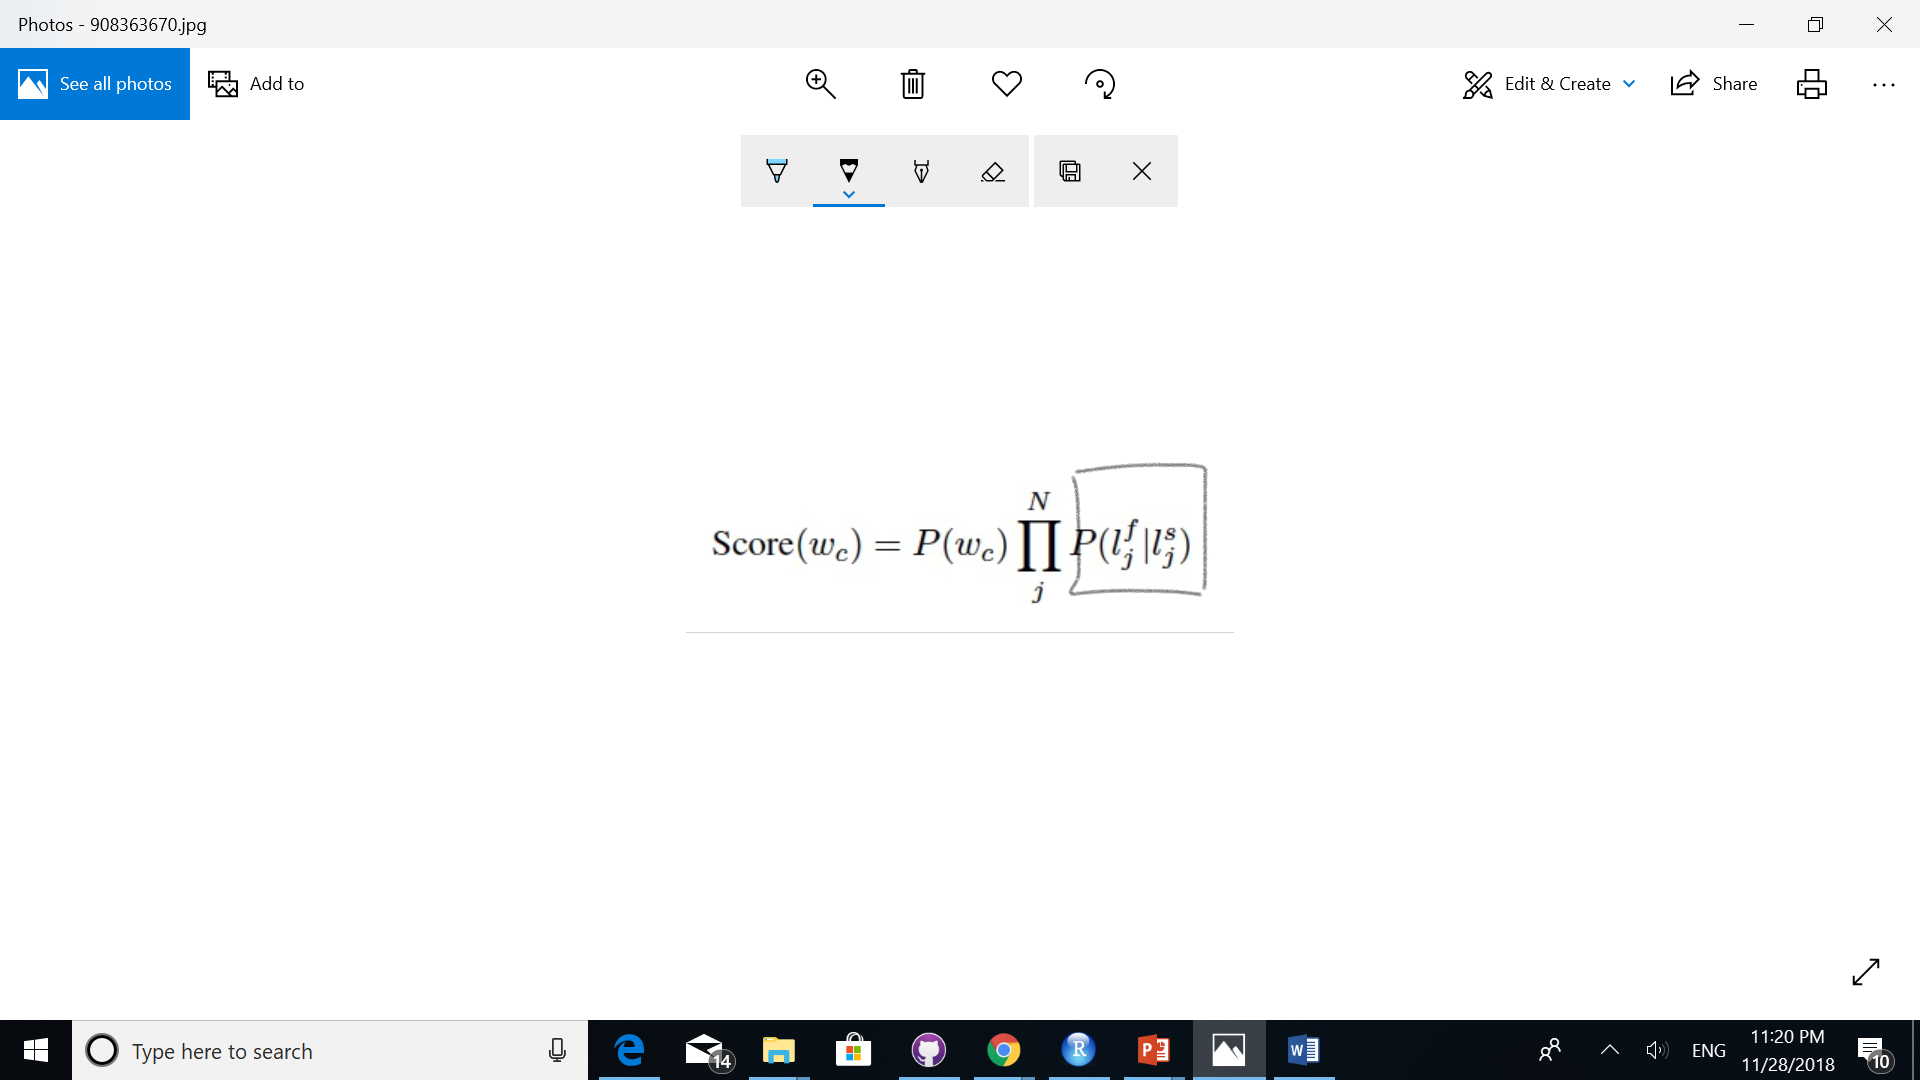 Photos - 908363670.jpg
See all photos Add to Edit & Create Share
N
Score(w_c) = P(w_c) ∏ P(l_j^f|l_j^s)
j
Type here to search 14 R P W ENG 11:20 PM
11/28/2018 10